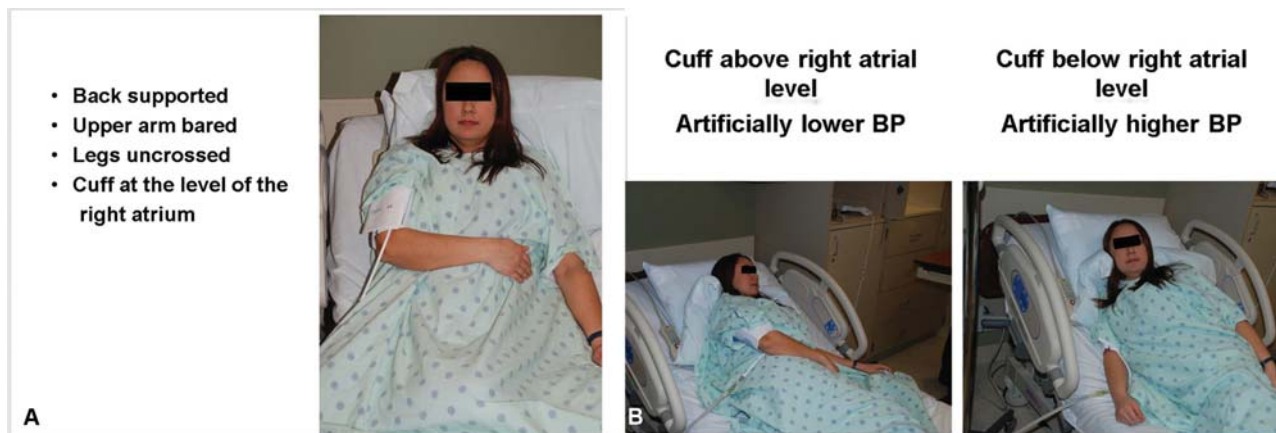 • Back supported
• Upper arm bared
• Legs uncrossed
• Cuff at the level of the
right atrium
A
Cuff above right atrial
level
Artificially lower BP
Cuff below right atrial
level
Artificially higher BP
B